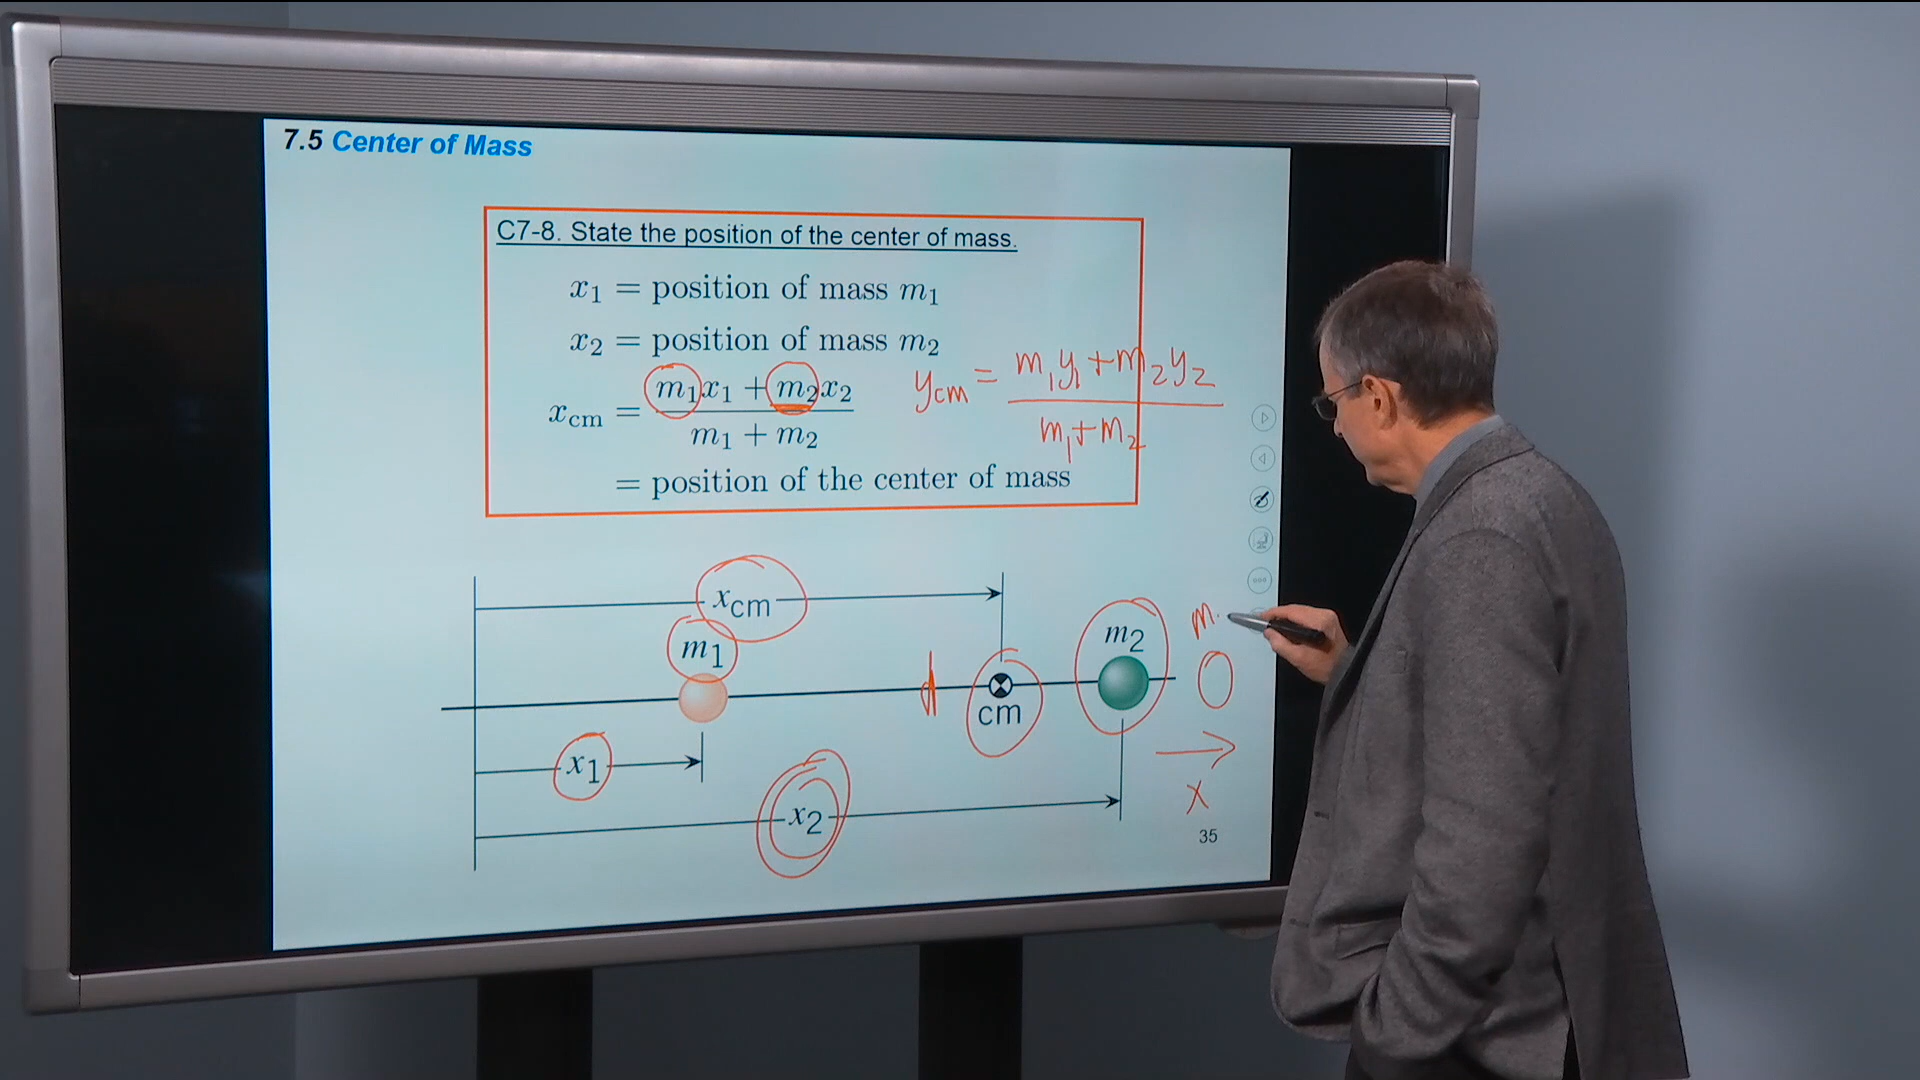 7.5 Center of Mass
C7-8. State the position of the center of mass.
x₁ = position of mass m₁
x₂ = position of mass m₂
x_cm = (m₁x₁ + m₂x₂) / (m₁ + m₂)
y_cm = (m₁y₁ + m₂y₂) / (m₁ + m₂)
= position of the center of mass
x_cm
m₁
m₂
m
cm
x₁
x₂
x
35